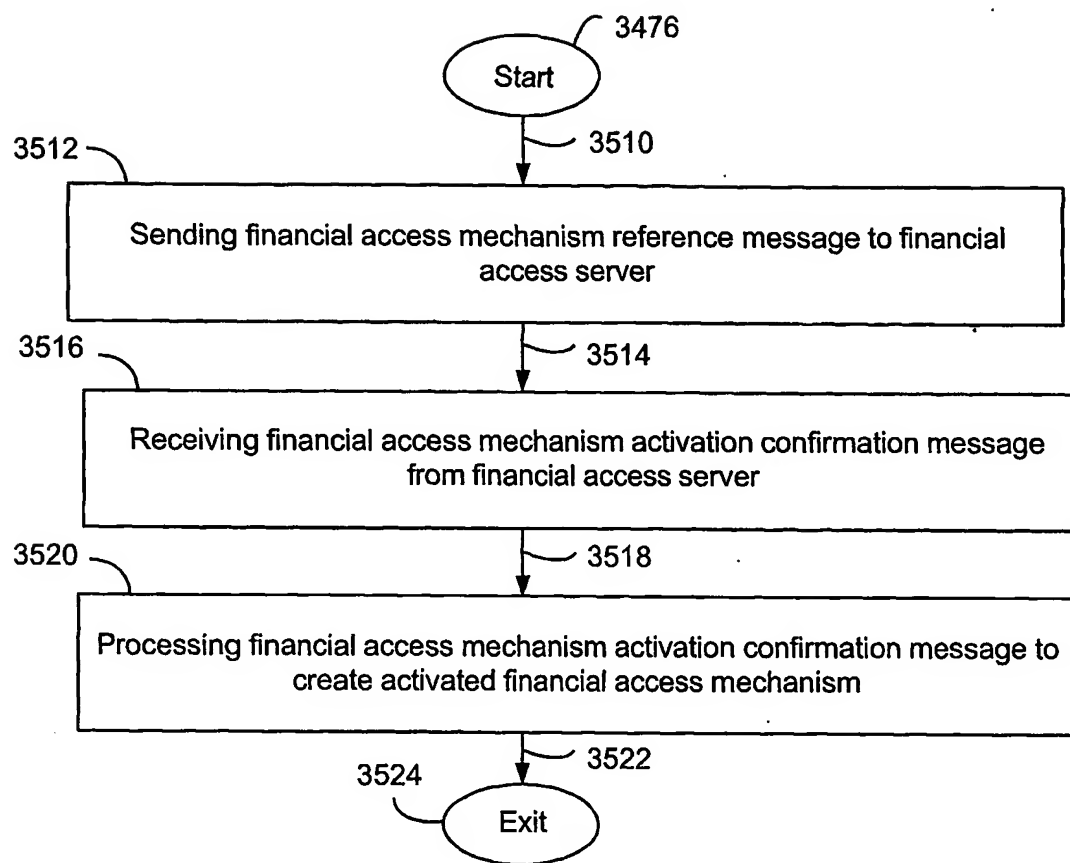 3476
Start
3510
3512
Sending financial access mechanism reference message to financial
access server
3514
3516
Receiving financial access mechanism activation confirmation message
from financial access server
3518
3520
Processing financial access mechanism activation confirmation message to
create activated financial access mechanism
3522
3524
Exit